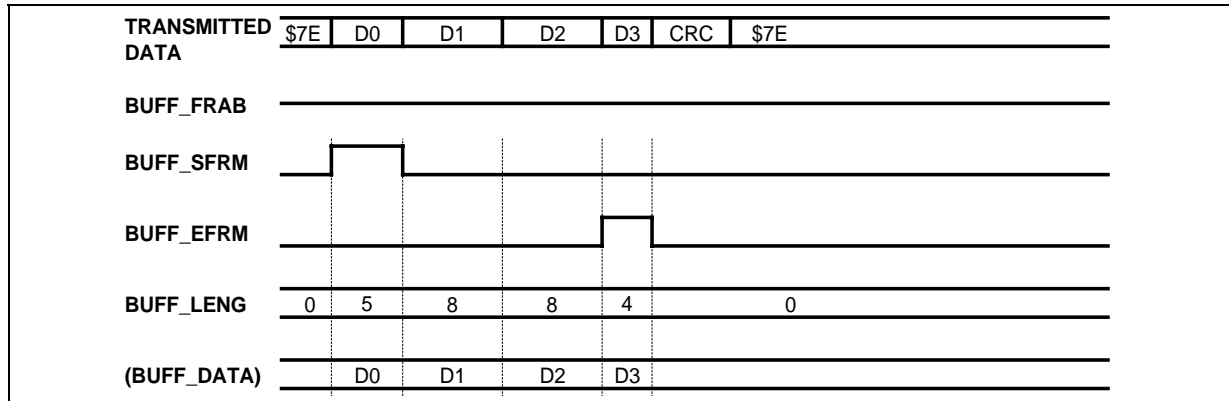 TRANSMITTED DATA $7E D0 D1 D2 D3 CRC $7E
BUFF_FRAB
BUFF_SFRM
BUFF_EFRM
BUFF_LENG 0 5 8 8 4 0
(BUFF_DATA) D0 D1 D2 D3